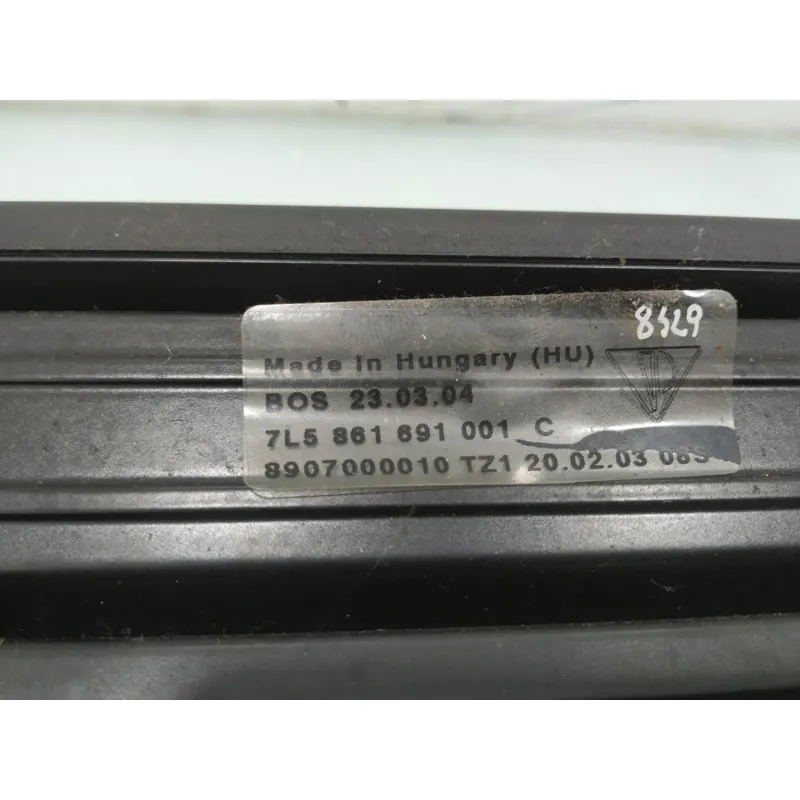 8329
Made in Hungary (HU)
BOS 23.03.04
7L5 861 691 001 C
8907000010 TZ1 20.02.03